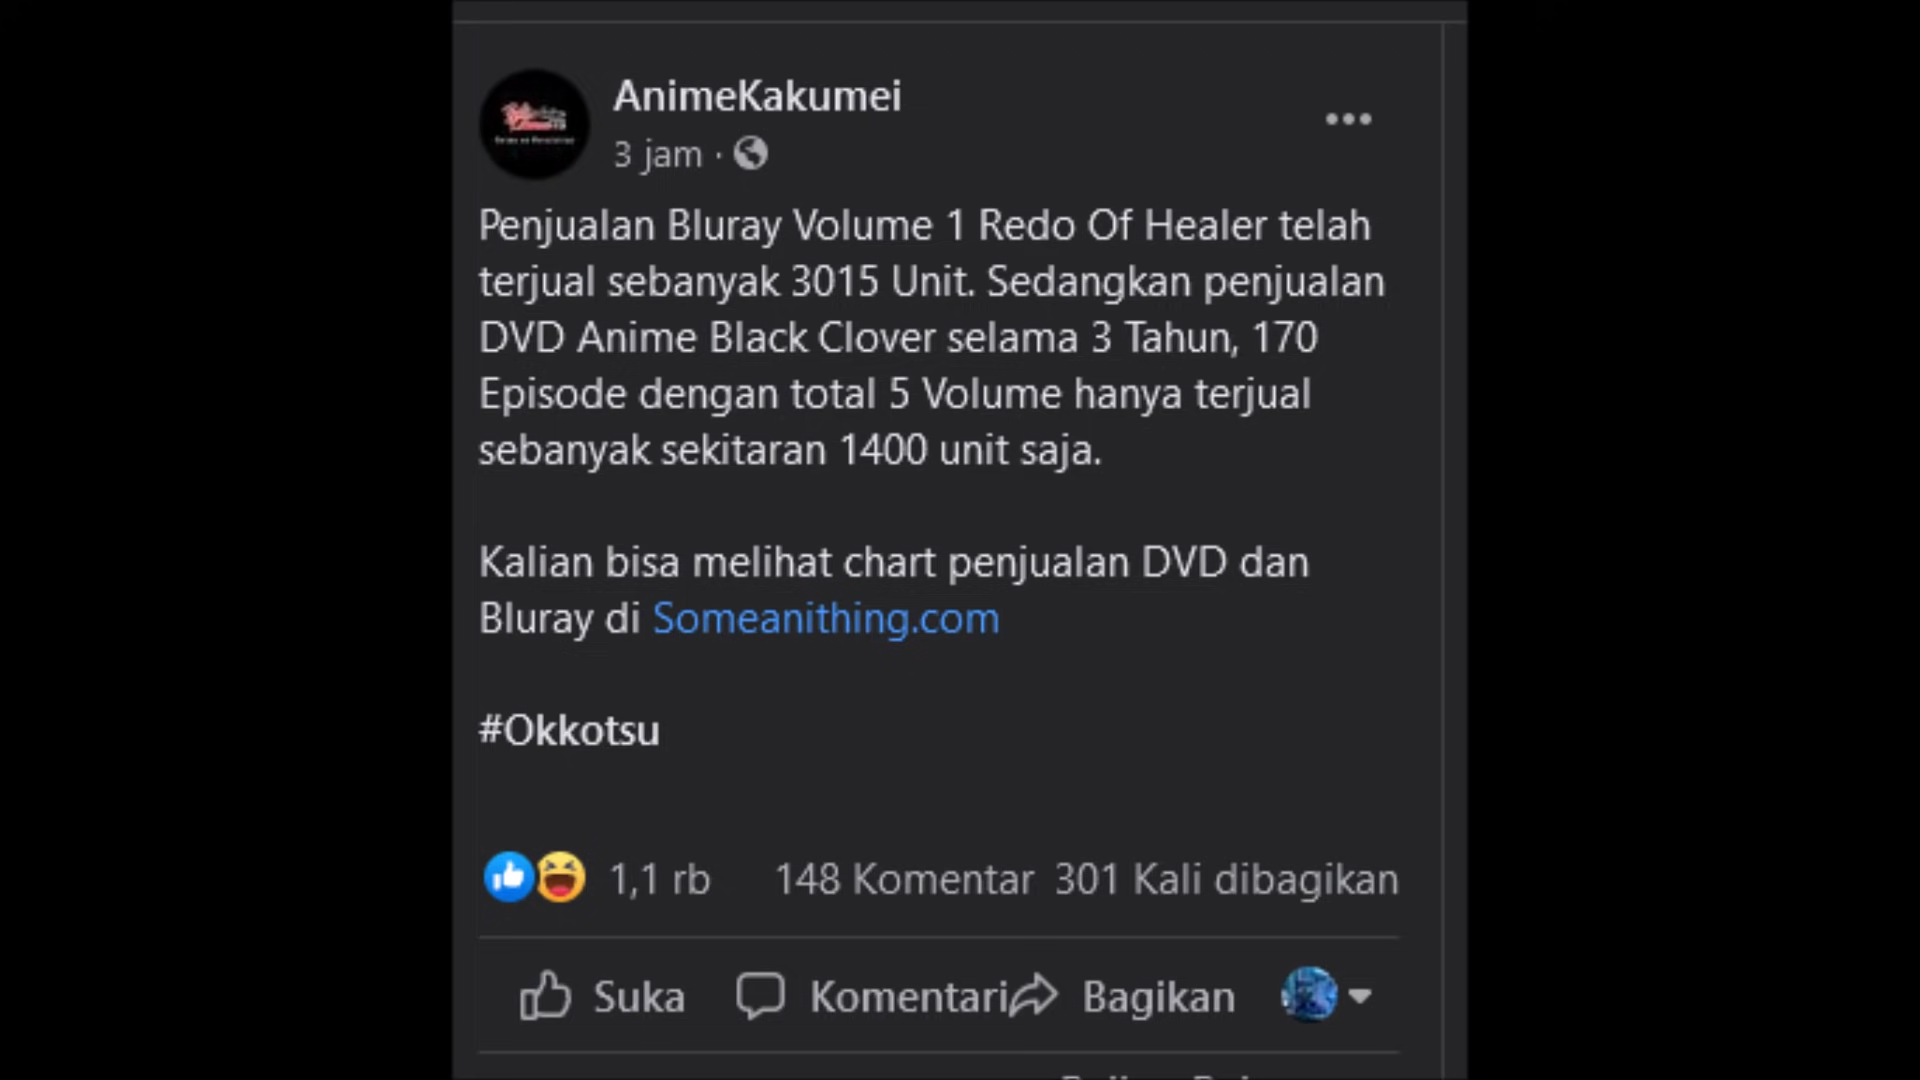 AnimeKakumei
3 jam ·
Penjualan Bluray Volume 1 Redo Of Healer telah
terjual sebanyak 3015 Unit. Sedangkan penjualan
DVD Anime Black Clover selama 3 Tahun, 170
Episode dengan total 5 Volume hanya terjual
sebanyak sekitaran 1400 unit saja.
Kalian bisa melihat chart penjualan DVD dan
Bluray di Someanithing.com
#Okkotsu
1,1 rb 148 Komentar 301 Kali dibagikan
Suka Komentari Bagikan